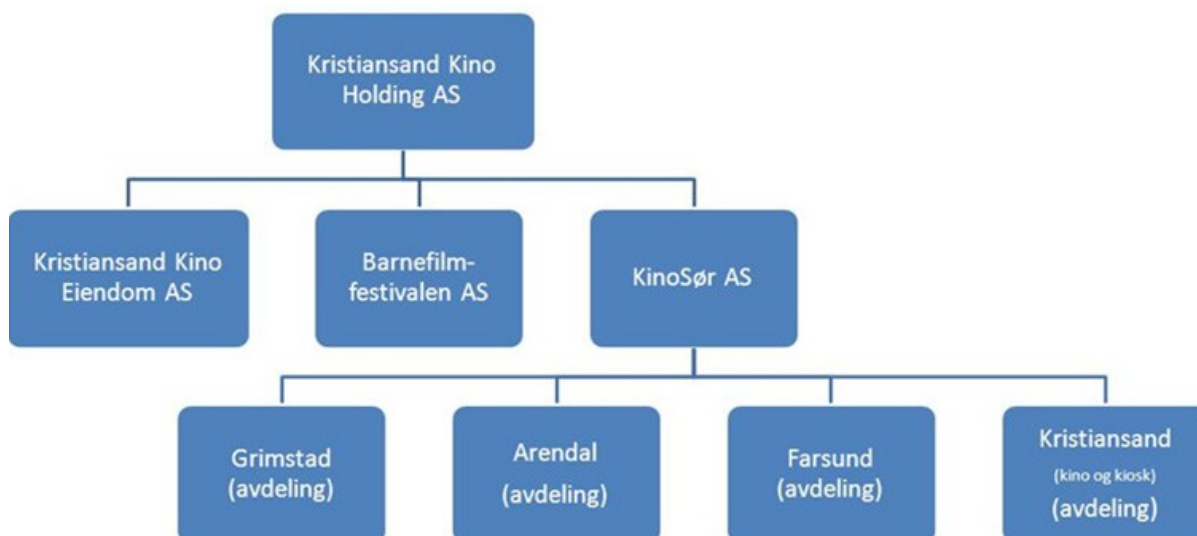 Kristiansand Kino
Holding AS
Kristiansand Kino
Eiendom AS
Barnefilm-
festivalen AS
KinoSør AS
Grimstad
(avdeling)
Arendal
(avdeling)
Farsund
(avdeling)
Kristiansand
(kino og kiosk)
(avdeling)